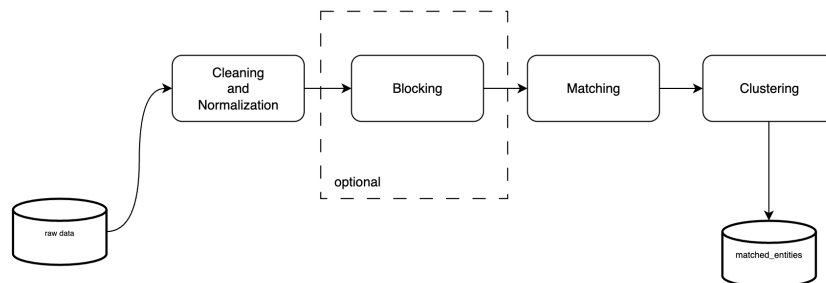 Cleaning
and
Normalization
Blocking
Matching
Clustering
optional
raw data
matched_entities